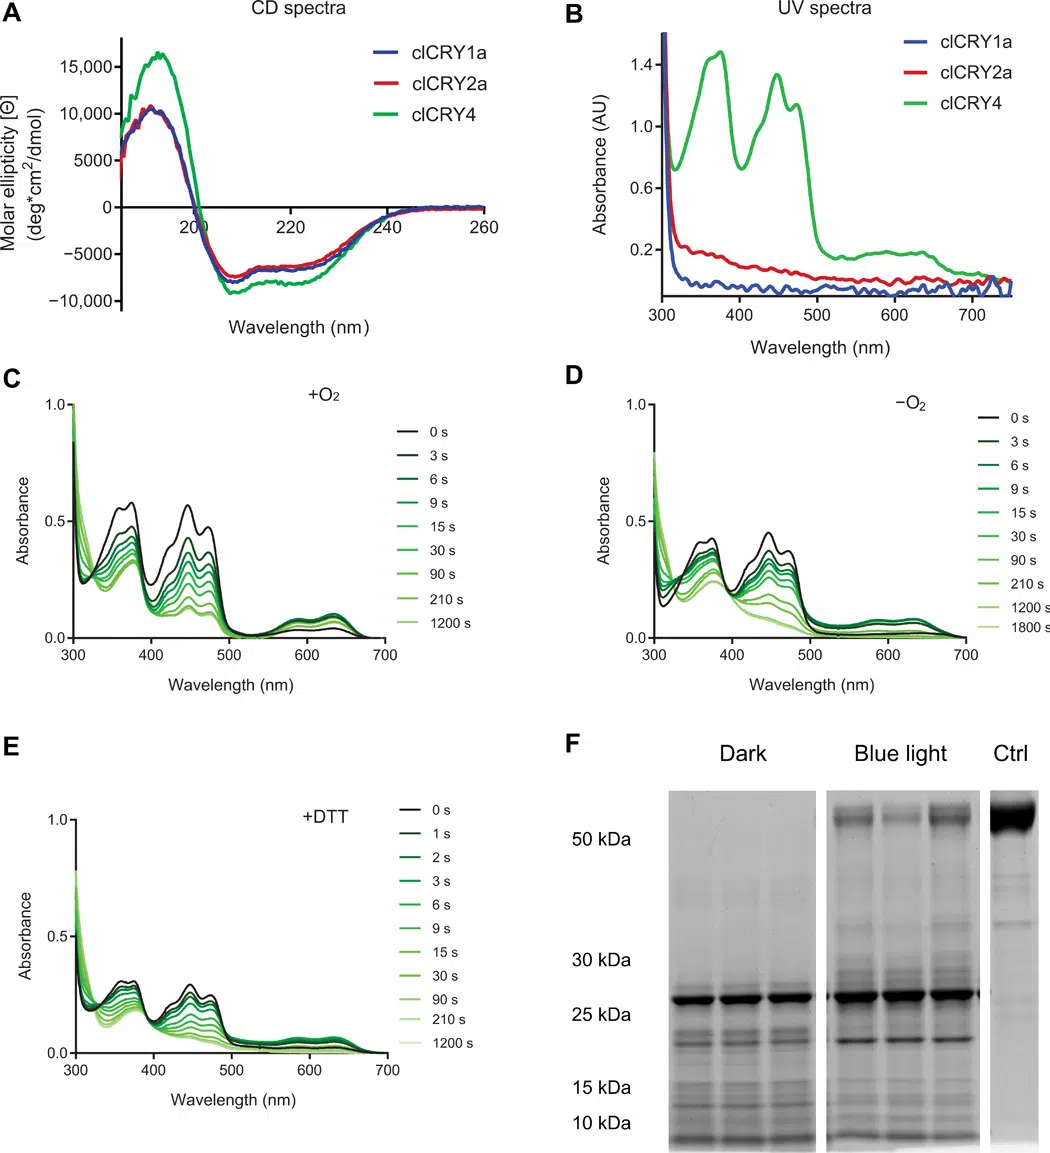 A
CD spectra
Molar ellipticity [Θ]
(deg*cm2/dmol)
15,000
10,000
5000
0
−5000
−10,000
200
220
240
260
Wavelength (nm)
clCRY1a
clCRY2a
clCRY4
B
UV spectra
Absorbance (AU)
1.4
1.0
0.6
0.2
300
400
500
600
700
Wavelength (nm)
clCRY1a
clCRY2a
clCRY4
C
+O2
Absorbance
1.0
0.5
0.0
300
400
500
600
700
Wavelength (nm)
0 s
3 s
6 s
9 s
15 s
30 s
90 s
210 s
1200 s
D
−O2
Absorbance
1.0
0.5
0.0
300
400
500
600
700
Wavelength (nm)
0 s
3 s
6 s
9 s
15 s
30 s
90 s
210 s
1200 s
1800 s
E
+DTT
Absorbance
1.0
0.5
0.0
300
400
500
600
700
Wavelength (nm)
0 s
1 s
2 s
3 s
6 s
9 s
15 s
30 s
90 s
210 s
1200 s
F
Dark
Blue light
Ctrl
50 kDa
30 kDa
25 kDa
15 kDa
10 kDa